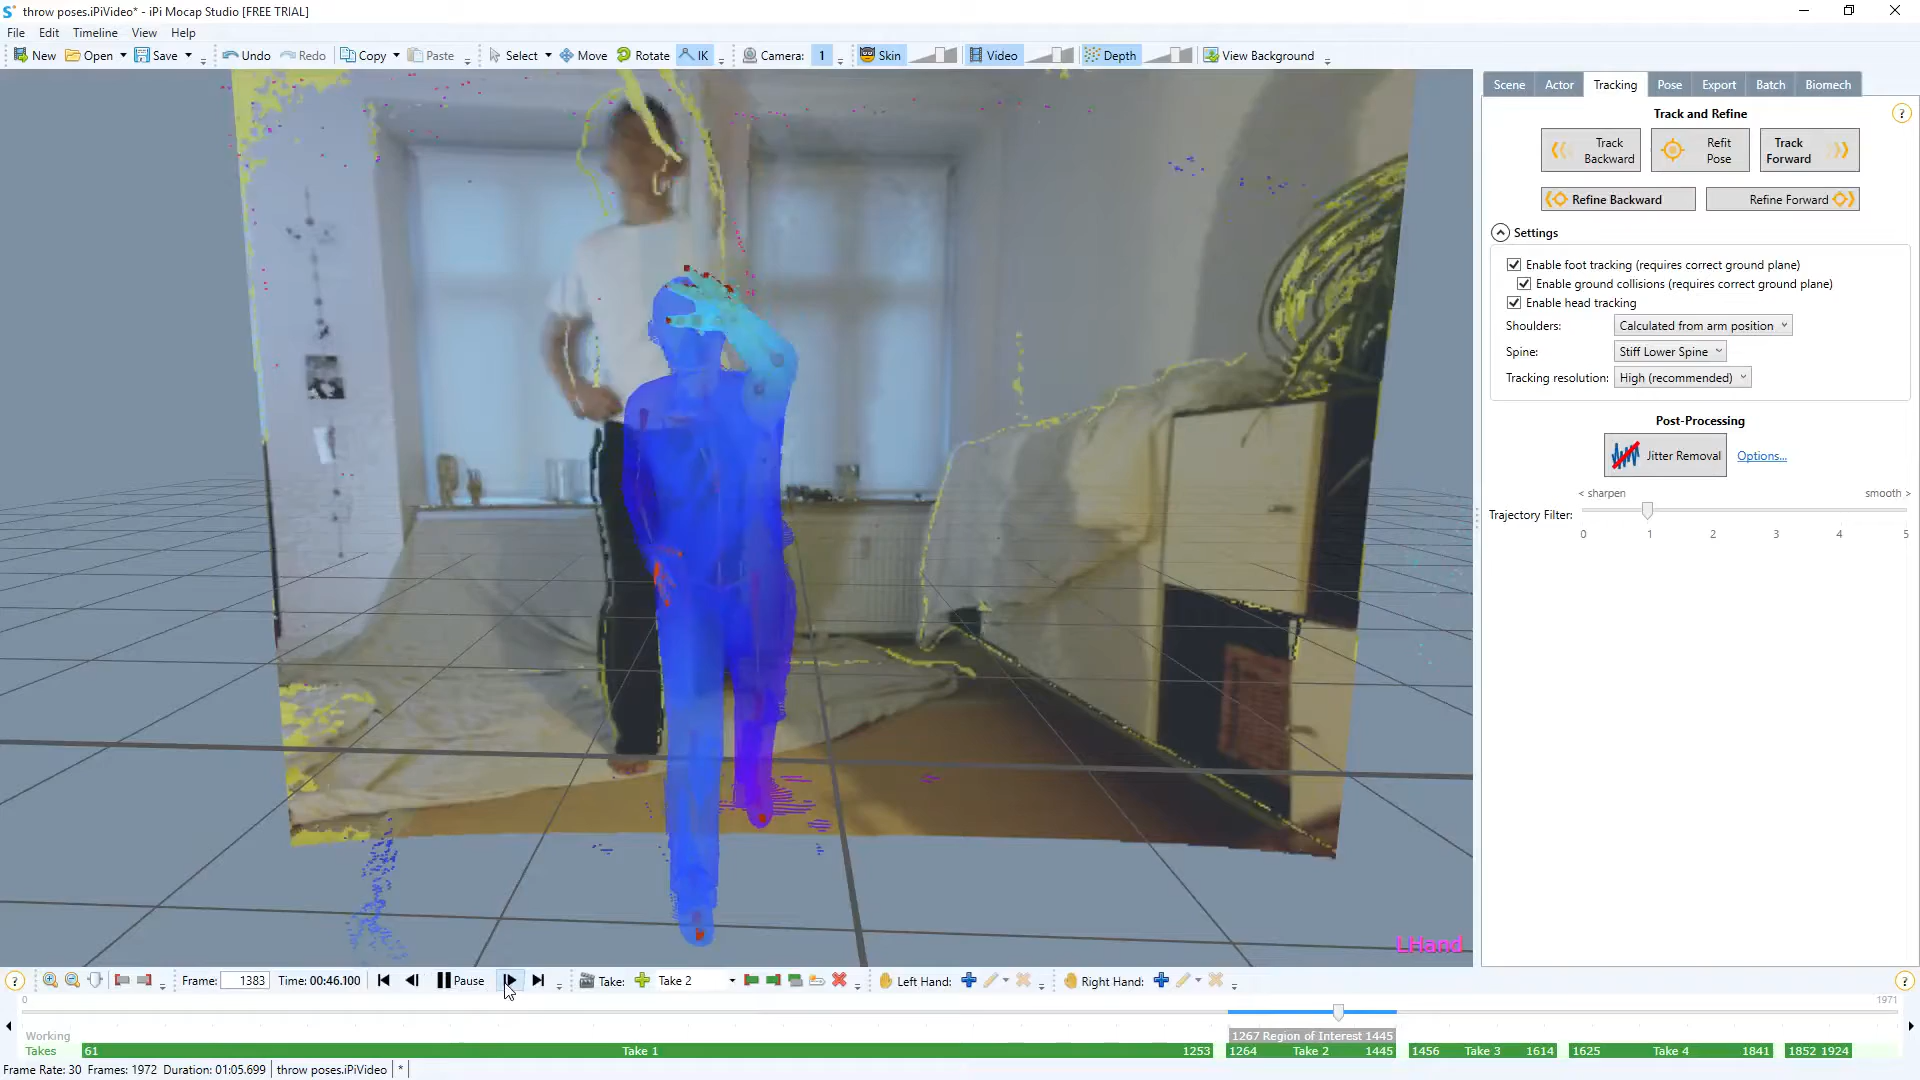 throw poses.iPiVideo* - iPi Mocap Studio [FREE TRIAL]
File Edit Timeline View Help
New Open Save Undo Redo Copy Paste Select Move Rotate IK Camera: 1 Skin Video Depth View Background
Scene Actor Tracking Pose Export Batch Biomech
Track and Refine
Track Backward Refit Pose Track Forward
Refine Backward Refine Forward
Settings
Enable foot tracking (requires correct ground plane)
Enable ground collisions (requires correct ground plane)
Enable head tracking
Shoulders: Calculated from arm position
Spine: Stiff Lower Spine
Tracking resolution: High (recommended)
Post-Processing
Jitter Removal Options...
< sharpen smooth >
Trajectory Filter:
0 1 2 3 4 5
LHand
Frame: 1383 Time: 00:46.100 Pause Take: Take 2 Left Hand: Right Hand:
0 1971
Working 1267 Region of Interest 1445
Takes 61 Take 1 1253 1264 Take 2 1445 1456 Take 3 1614 1625 Take 4 1841 1852 1924
Frame Rate: 30 Frames: 1972 Duration: 01:05.699 throw poses.iPiVideo *